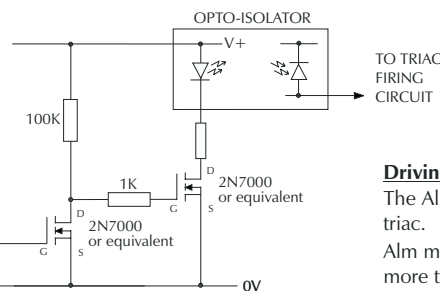 OPTO-ISOLATOR
V+
TO TRIAC
FIRING
CIRCUIT
100K
1K
D
G
S
2N7000
or equivalent
D
G
S
2N7000
or equivalent
0V
The Al
triac.
Alm m
more t